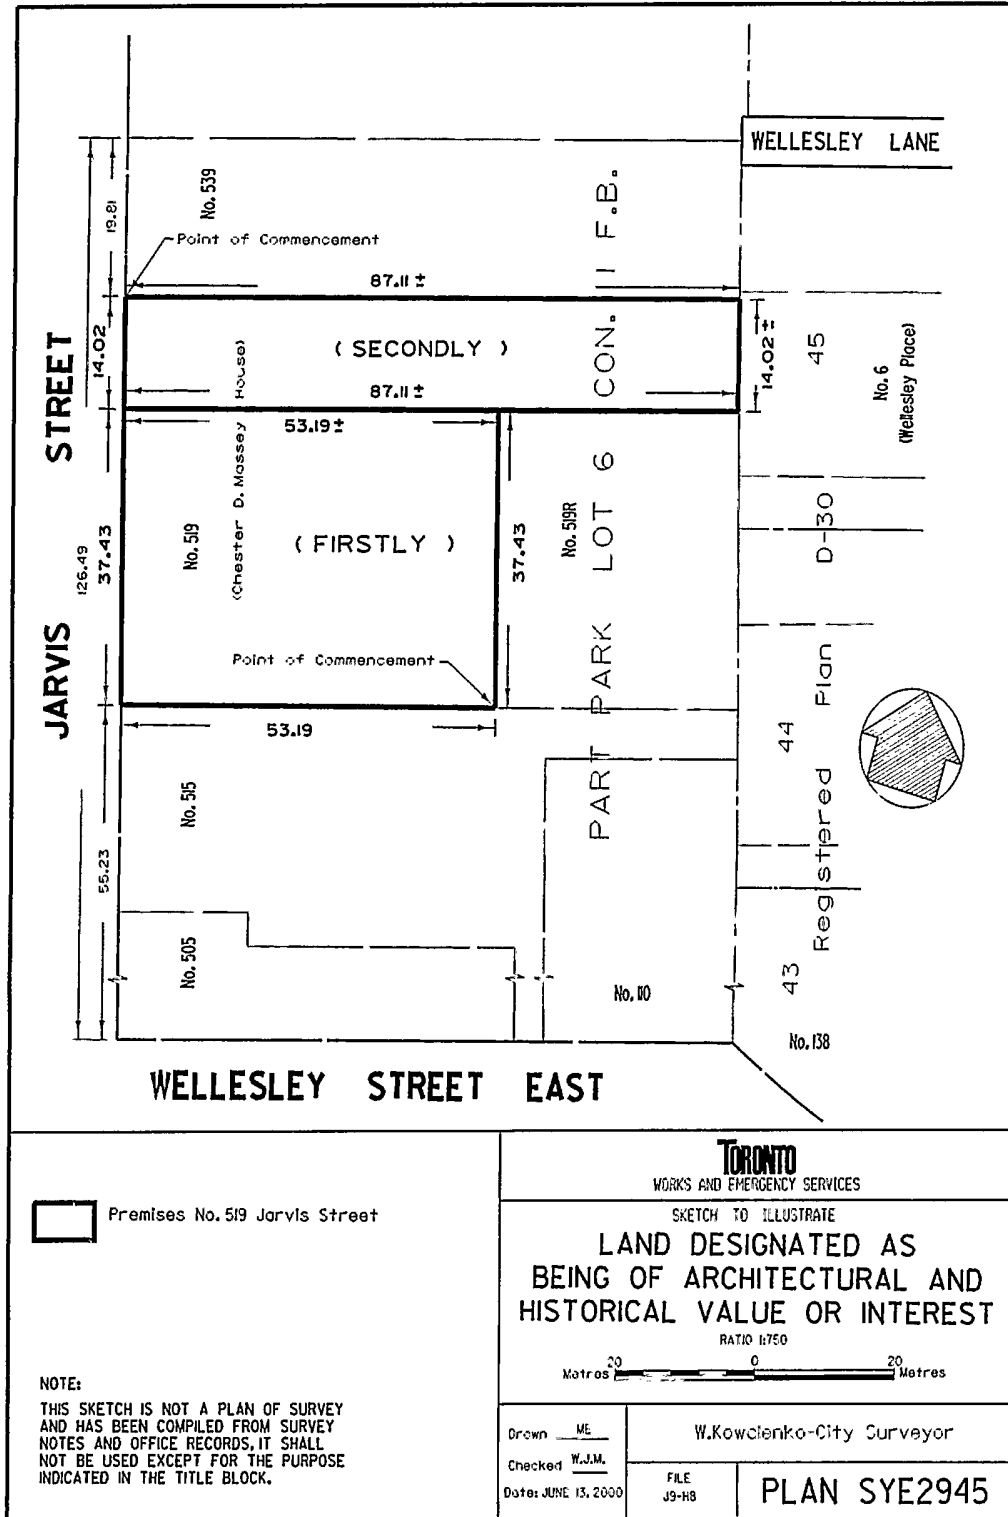 WELLESLEY LANE
No. 539
19.81
Point of Commencement
87.11 ±
CON. 1 F.B.
14.02
( SECONDLY )
14.02 ±
45
No. 6
(Wellesley Place)
87.11 ±
53.19 ±
JARVIS STREET
126.49
37.43
No. 519
(Chester D. Massey House)
( FIRSTLY )
37.43
No. 519R
PART PARK LOT 6
Registered Plan D-30
Point of Commencement
53.19
44
No. 515
55.23
No. 505
No. 110
43
No. 138
WELLESLEY STREET EAST
Premises No. 519 Jarvis Street
NOTE:
THIS SKETCH IS NOT A PLAN OF SURVEY
AND HAS BEEN COMPILED FROM SURVEY
NOTES AND OFFICE RECORDS, IT SHALL
NOT BE USED EXCEPT FOR THE PURPOSE
INDICATED IN THE TITLE BLOCK.
TORONTO
WORKS AND EMERGENCY SERVICES
SKETCH TO ILLUSTRATE
LAND DESIGNATED AS
BEING OF ARCHITECTURAL AND
HISTORICAL VALUE OR INTEREST
RATIO 1:750
20 0 20
Metres Metres
Drawn ME
Checked W.J.M.
Date: JUNE 13, 2000
W.Kowalenko-City Surveyor
FILE
J9-H8
PLAN SYE2945